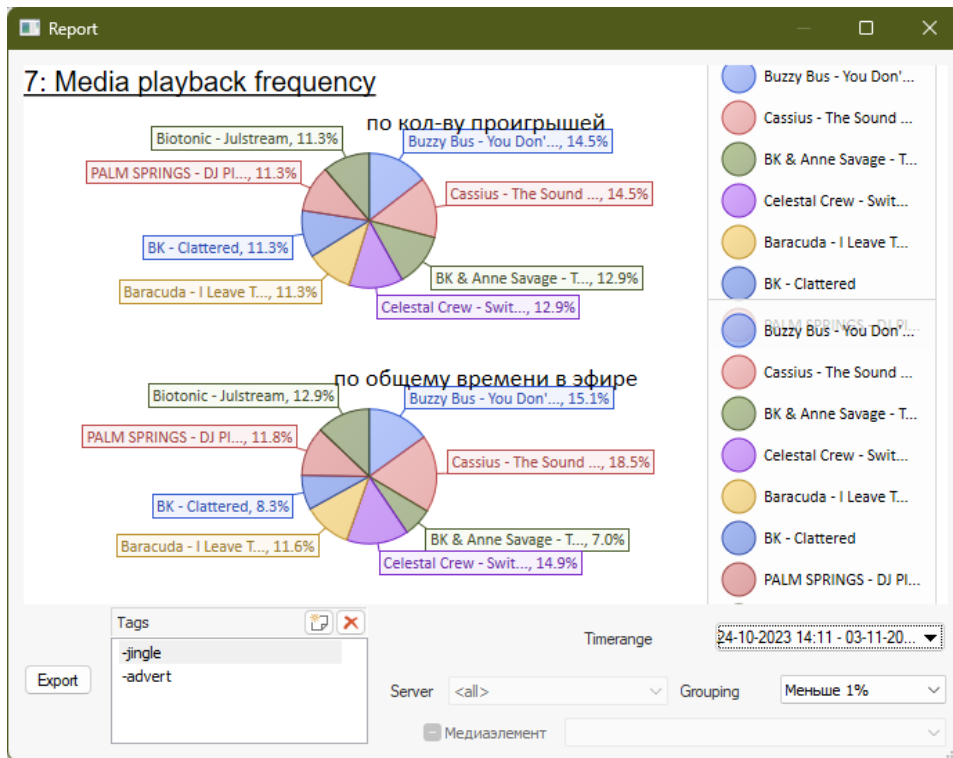 Report
7: Media playback frequency
по кол-ву проигрышей
Biotonic - Julstream, 11.3%
Buzzy Bus - You Don'..., 14.5%
PALM SPRINGS - DJ PI..., 11.3%
Cassius - The Sound ..., 14.5%
BK - Clattered, 11.3%
BK & Anne Savage - T..., 12.9%
Baracuda - I Leave T..., 11.3%
Celestal Crew - Swit..., 12.9%
Buzzy Bus - You Don'...
Cassius - The Sound ...
BK & Anne Savage - T...
Celestal Crew - Swit...
Baracuda - I Leave T...
BK - Clattered
PALM SPRINGS - DJ PI...
по общему времени в эфире
Biotonic - Julstream, 12.9%
Buzzy Bus - You Don'..., 15.1%
PALM SPRINGS - DJ PI..., 11.8%
Cassius - The Sound ..., 18.5%
BK - Clattered, 8.3%
BK & Anne Savage - T..., 7.0%
Baracuda - I Leave T..., 11.6%
Celestal Crew - Swit..., 14.9%
Buzzy Bus - You Don'...
Cassius - The Sound ...
BK & Anne Savage - T...
Celestal Crew - Swit...
Baracuda - I Leave T...
BK - Clattered
PALM SPRINGS - DJ PI...
Tags
-jingle
-advert
Export
Timerange
24-10-2023 14:11 - 03-11-20...
Server
<all>
Grouping
Меньше 1%
Медиаэлемент